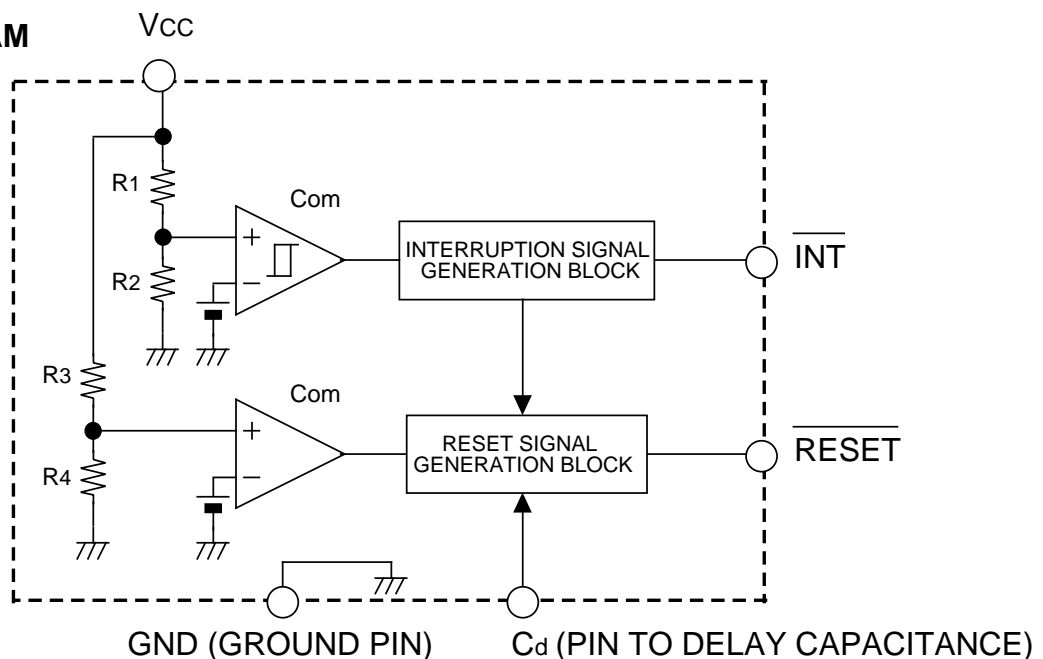 AM
VCC
R1
Com
+
INTERRUPTION SIGNAL
GENERATION BLOCK
INT
R2
−
R3
Com
+
RESET SIGNAL
GENERATION BLOCK
RESET
R4
−
GND (GROUND PIN)
Cd (PIN TO DELAY CAPACITANCE)